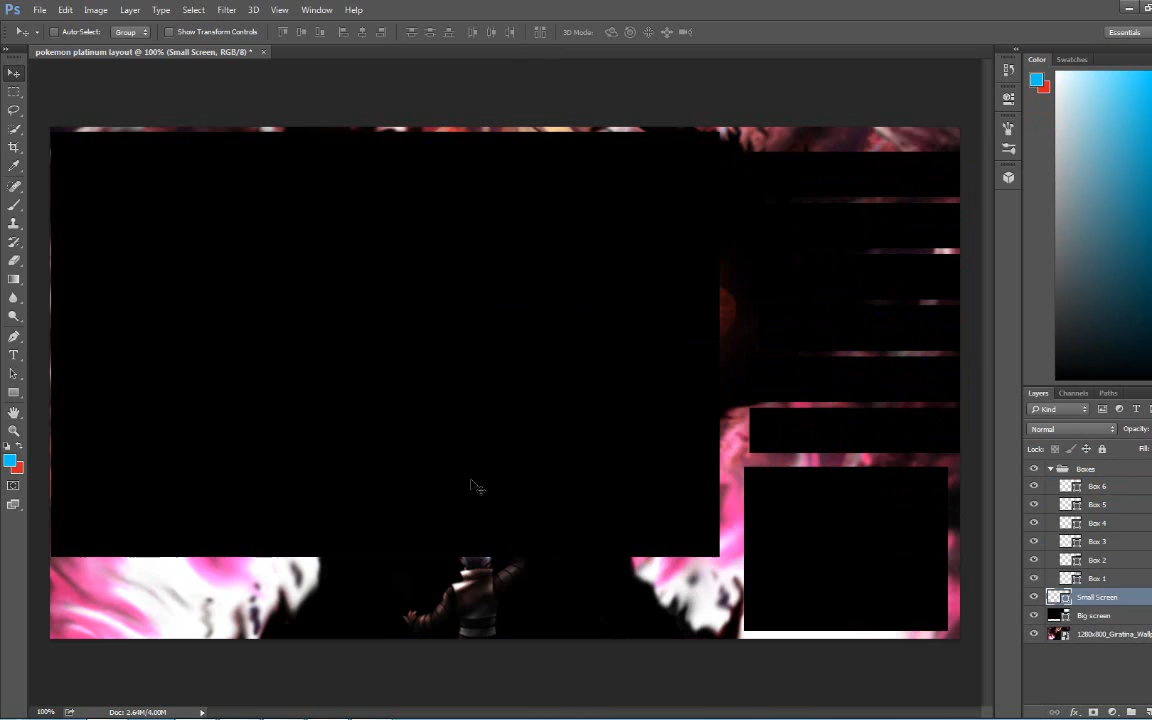 Ps File Edit Image Layer Type Select Filter 3D View Window Help
Auto-Select: Group Show Transform Controls 3D Mode: Essentials
pokemon platinum layout @ 100% (Small Screen, RGB/8) * ×
Color Swatches
Layers Channels Paths
Kind
Normal Opacity:
Lock: Fill:
Boxes
Box 6
Box 5
Box 4
Box 3
Box 2
Box 1
Small Screen
Big screen
1280x800_Giratina_Wallp
100% Doc: 2.64M/4.00M